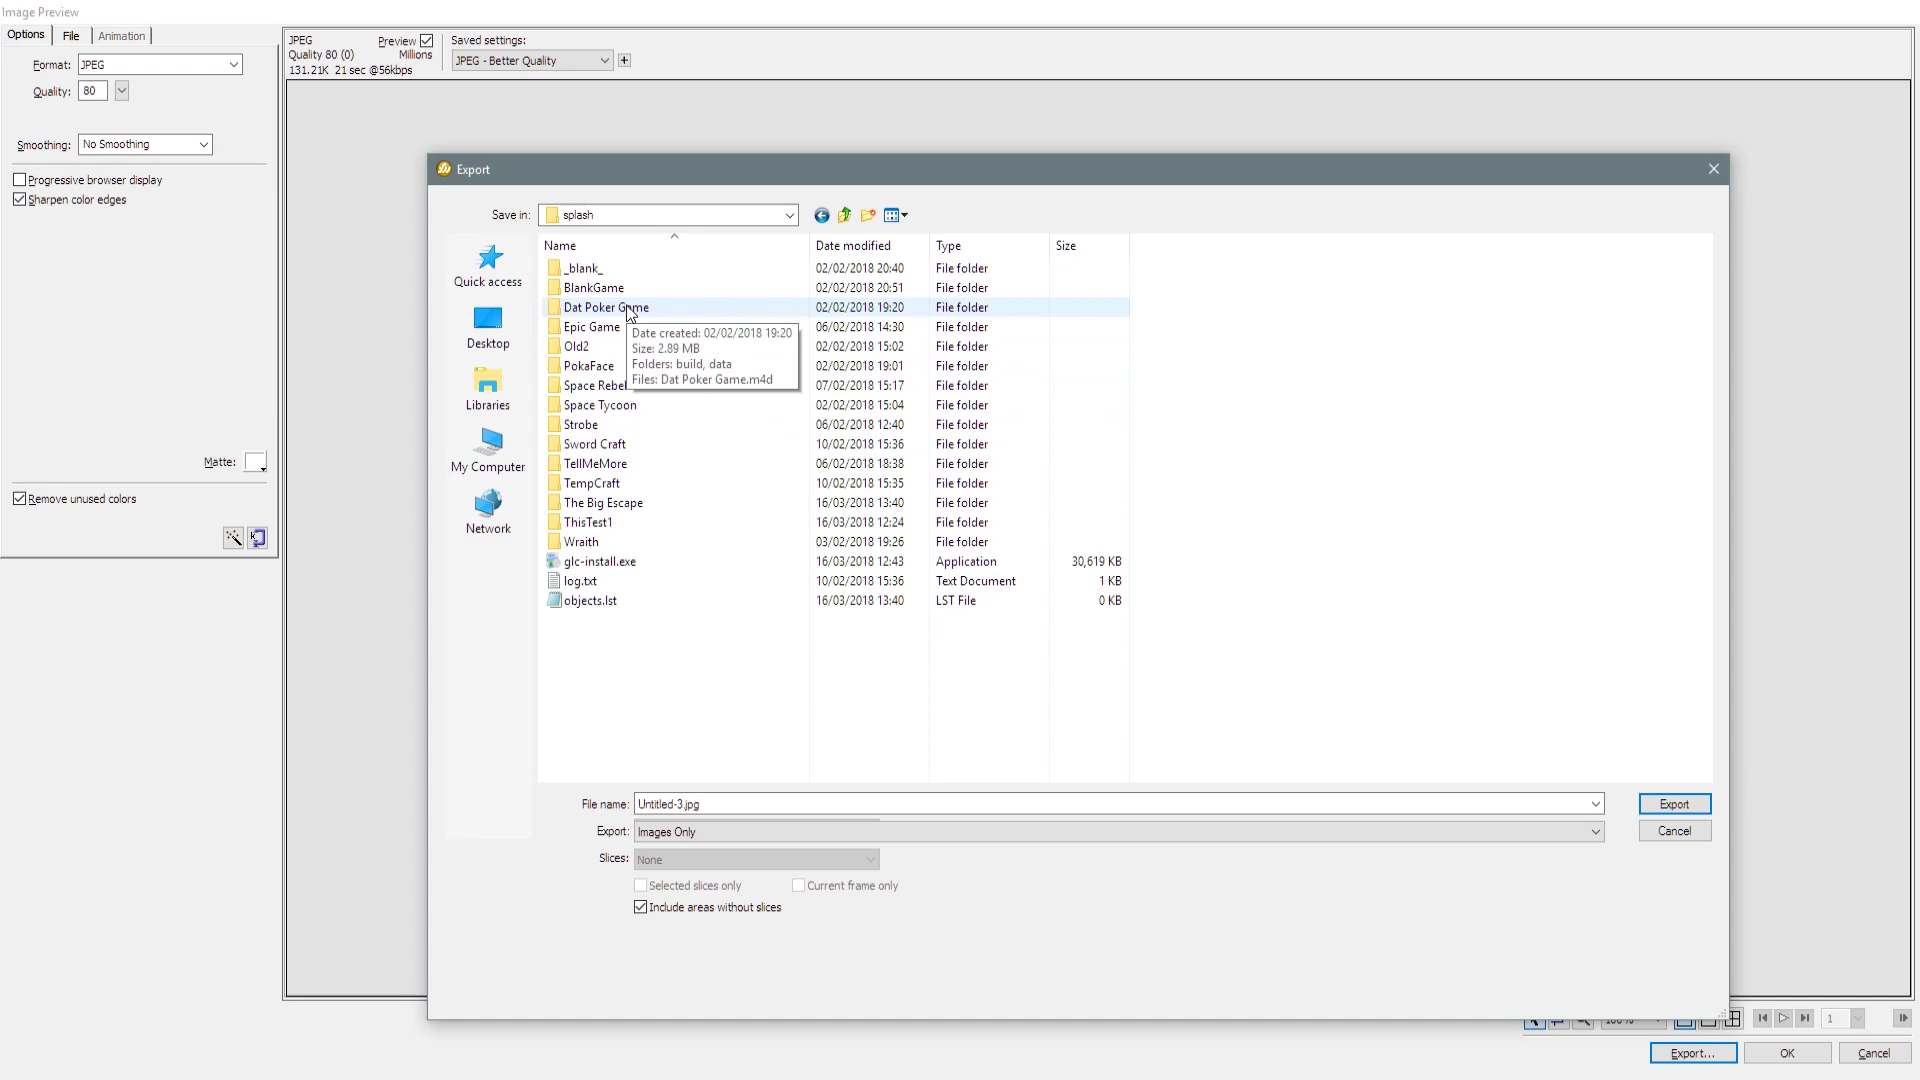 Image Preview
Options File Animation
Format: JPEG
Quality: 80
Smoothing: No Smoothing
Progressive browser display
Sharpen color edges
Matte:
Remove unused colors
JPEG Preview
Quality 80 (0) Millions
131.21K 21 sec @56kbps
Saved settings:
JPEG - Better Quality
Export
Save in: splash
Quick access
Desktop
Libraries
My Computer
Network
Name Date modified Type Size
_blank_ 02/02/2018 20:40 File folder
BlankGame 02/02/2018 20:51 File folder
Dat Poker Game 02/02/2018 19:20 File folder
Epic Game 06/02/2018 14:30 File folder
Old2 02/02/2018 15:02 File folder
PokaFace 02/02/2018 19:01 File folder
Space Rebel 07/02/2018 15:17 File folder
Space Tycoon 02/02/2018 15:04 File folder
Strobe 06/02/2018 12:40 File folder
Sword Craft 10/02/2018 15:36 File folder
TellMeMore 06/02/2018 18:38 File folder
TempCraft 10/02/2018 15:35 File folder
The Big Escape 16/03/2018 13:40 File folder
ThisTest1 16/03/2018 12:24 File folder
Wraith 03/02/2018 19:26 File folder
glc-install.exe 16/03/2018 12:43 Application 30,619 KB
log.txt 10/02/2018 15:36 Text Document 1 KB
objects.lst 16/03/2018 13:40 LST File 0 KB
Date created: 02/02/2018 19:20
Size: 2.89 MB
Folders: build, data
Files: Dat Poker Game.m4d
File name: Untitled-3.jpg Export
Export: Images Only Cancel
Slices: None
Selected slices only Current frame only
Include areas without slices
1
Export... OK Cancel